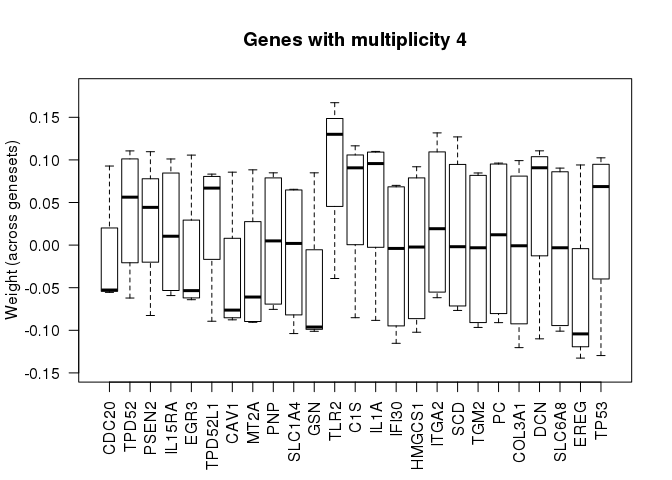 Genes with multiplicity 4
Weight (across genesets)
0.15
0.10
0.05
0.00
-0.05
-0.10
-0.15
CDC20
TPD52
PSEN2
IL15RA
EGR3
TPD52L1
CAV1
MT2A
PNP
SLC1A4
GSN
TLR2
C1S
IL1A
IFI30
HMGCS1
ITGA2
SCD
TGM2
PC
COL3A1
DCN
SLC6A8
EREG
TP53